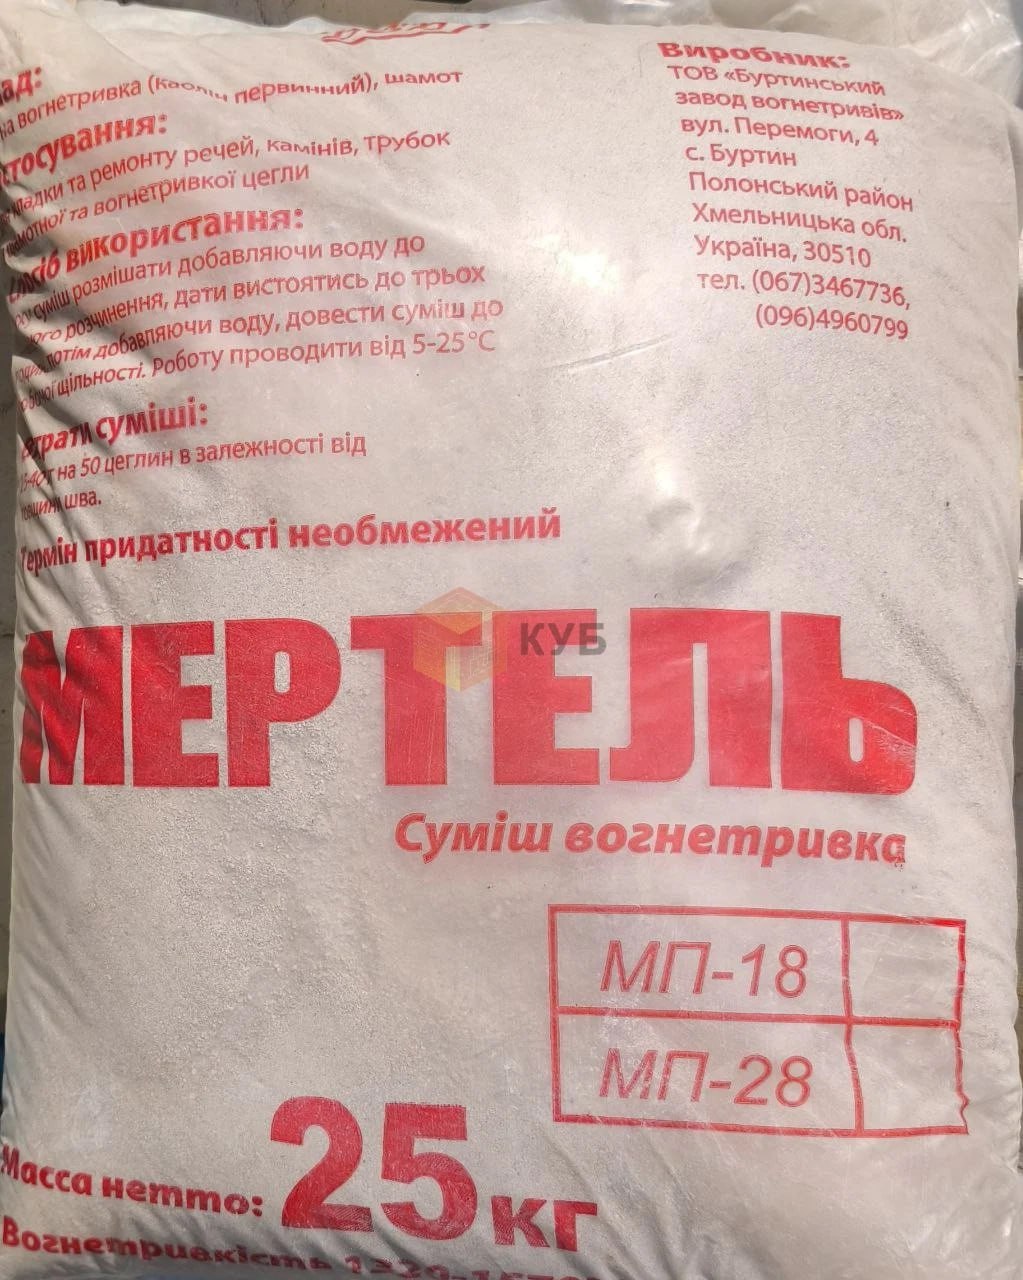 вогнетривка (каолін первинний), шамот
ремонту речей, камінів, трубок
та вогнетривкої цегли
використання:
суміш розмішати добавляючи воду до
розчинення, дати вистоятись до трьох
потім добавляючи воду, довести суміш до
щільності. Роботу проводити від 5-25°C
суміші:
на 50 цеглин в залежності від
шва.
Термін придатності необмежений
Виробник:
ТОВ «Буртинський
завод вогнетривів»
вул. Перемоги, 4
с. Буртин
Полонський район
Хмельницька обл.
Україна, 30510
тел. (067)3467736,
(096)4960799
КУБ
МЕРТЕЛЬ
Суміш вогнетривка
МП-18
МП-28
Масса нетто: 25кг
Вогнетривкість